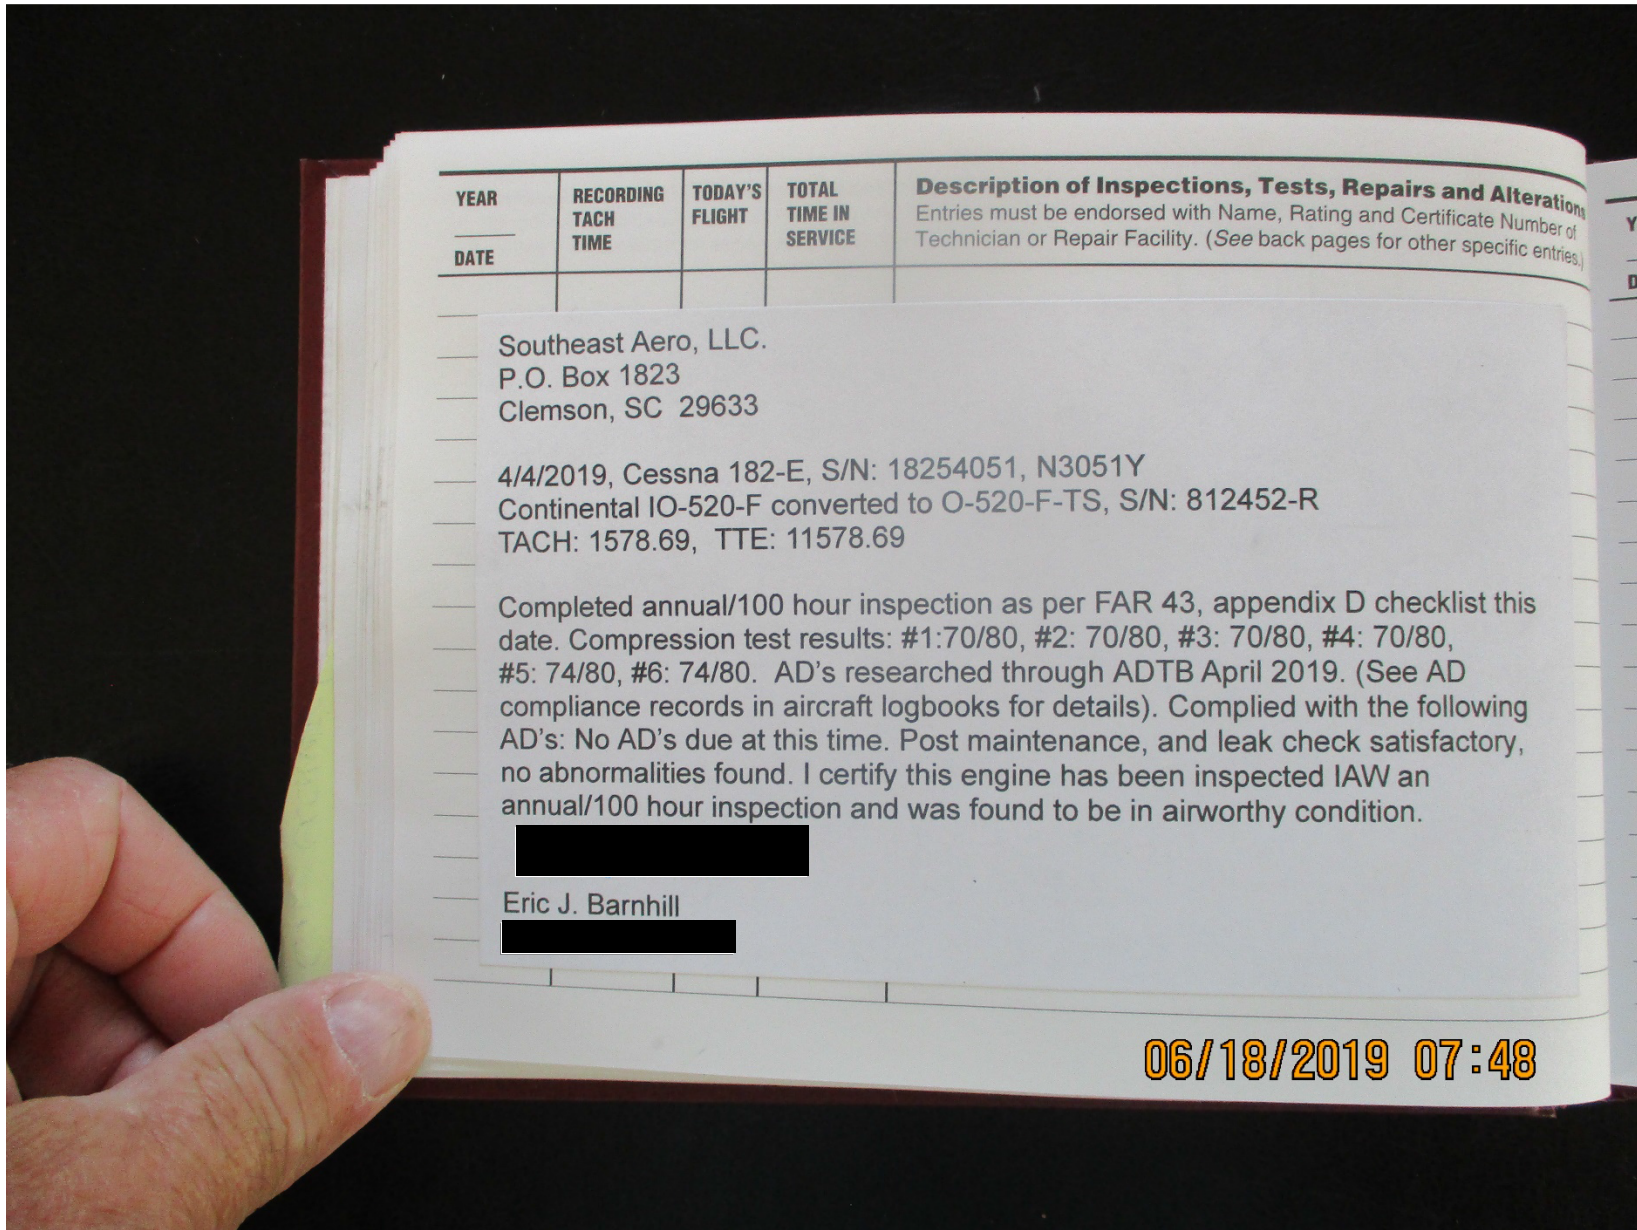 YEAR
DATE
RECORDING
TACH
TIME
TODAY'S
FLIGHT
TOTAL
TIME IN
SERVICE
Description of Inspections, Tests, Repairs and Alterations
Entries must be endorsed with Name, Rating and Certificate Number of
Technician or Repair Facility. (See back pages for other specific entries.)
Southeast Aero, LLC.
P.O. Box 1823
Clemson, SC 29633
4/4/2019, Cessna 182-E, S/N: 18254051, N3051Y
Continental IO-520-F converted to O-520-F-TS, S/N: 812452-R
TACH: 1578.69, TTE: 11578.69
Completed annual/100 hour inspection as per FAR 43, appendix D checklist this
date. Compression test results: #1:70/80, #2: 70/80, #3: 70/80, #4: 70/80,
#5: 74/80, #6: 74/80. AD's researched through ADTB April 2019. (See AD
compliance records in aircraft logbooks for details). Complied with the following
AD's: No AD's due at this time. Post maintenance, and leak check satisfactory,
no abnormalities found. I certify this engine has been inspected IAW an
annual/100 hour inspection and was found to be in airworthy condition.
Eric J. Barnhill
06/18/2019 07:48